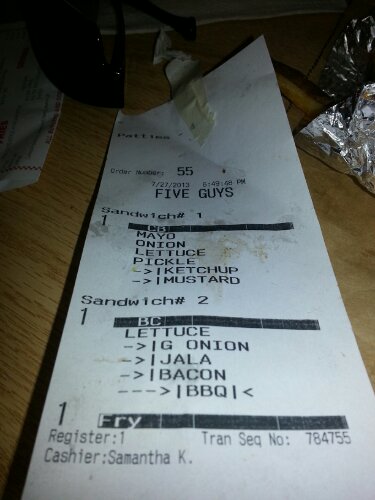 Patties
Order Number: 55
7/27/2013 6:49:48 PM
FIVE GUYS
Sandwich# 1
1 CB
MAYO
ONION
LETTUCE
PICKLE
->|KETCHUP
->|MUSTARD
Sandwich# 2
1 BC
LETTUCE
->|G ONION
->|JALA
->|BACON
--->|BBQ|<
1 Fry
Register:1 Tran Seq No: 784755
Cashier:Samantha K.